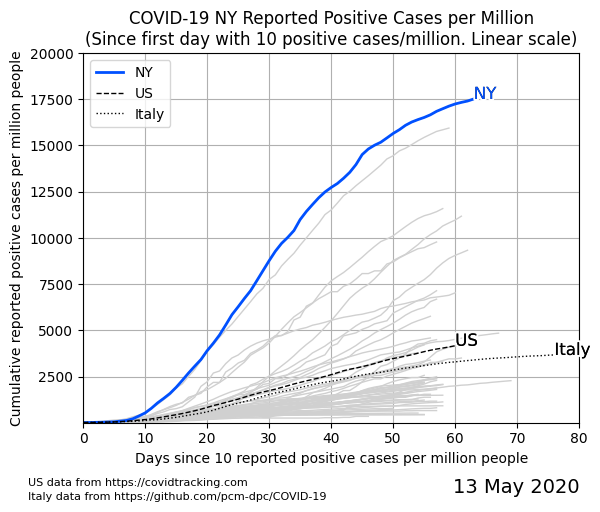 COVID-19 NY Reported Positive Cases per Million
(Since first day with 10 positive cases/million. Linear scale)
Cumulative reported positive cases per million people
20000
17500
15000
12500
10000
7500
5000
2500
NY
US
Italy
NY
US
Italy
0
10
20
30
40
50
60
70
80
Days since 10 reported positive cases per million people
US data from https://covidtracking.com
Italy data from https://github.com/pcm-dpc/COVID-19
13 May 2020